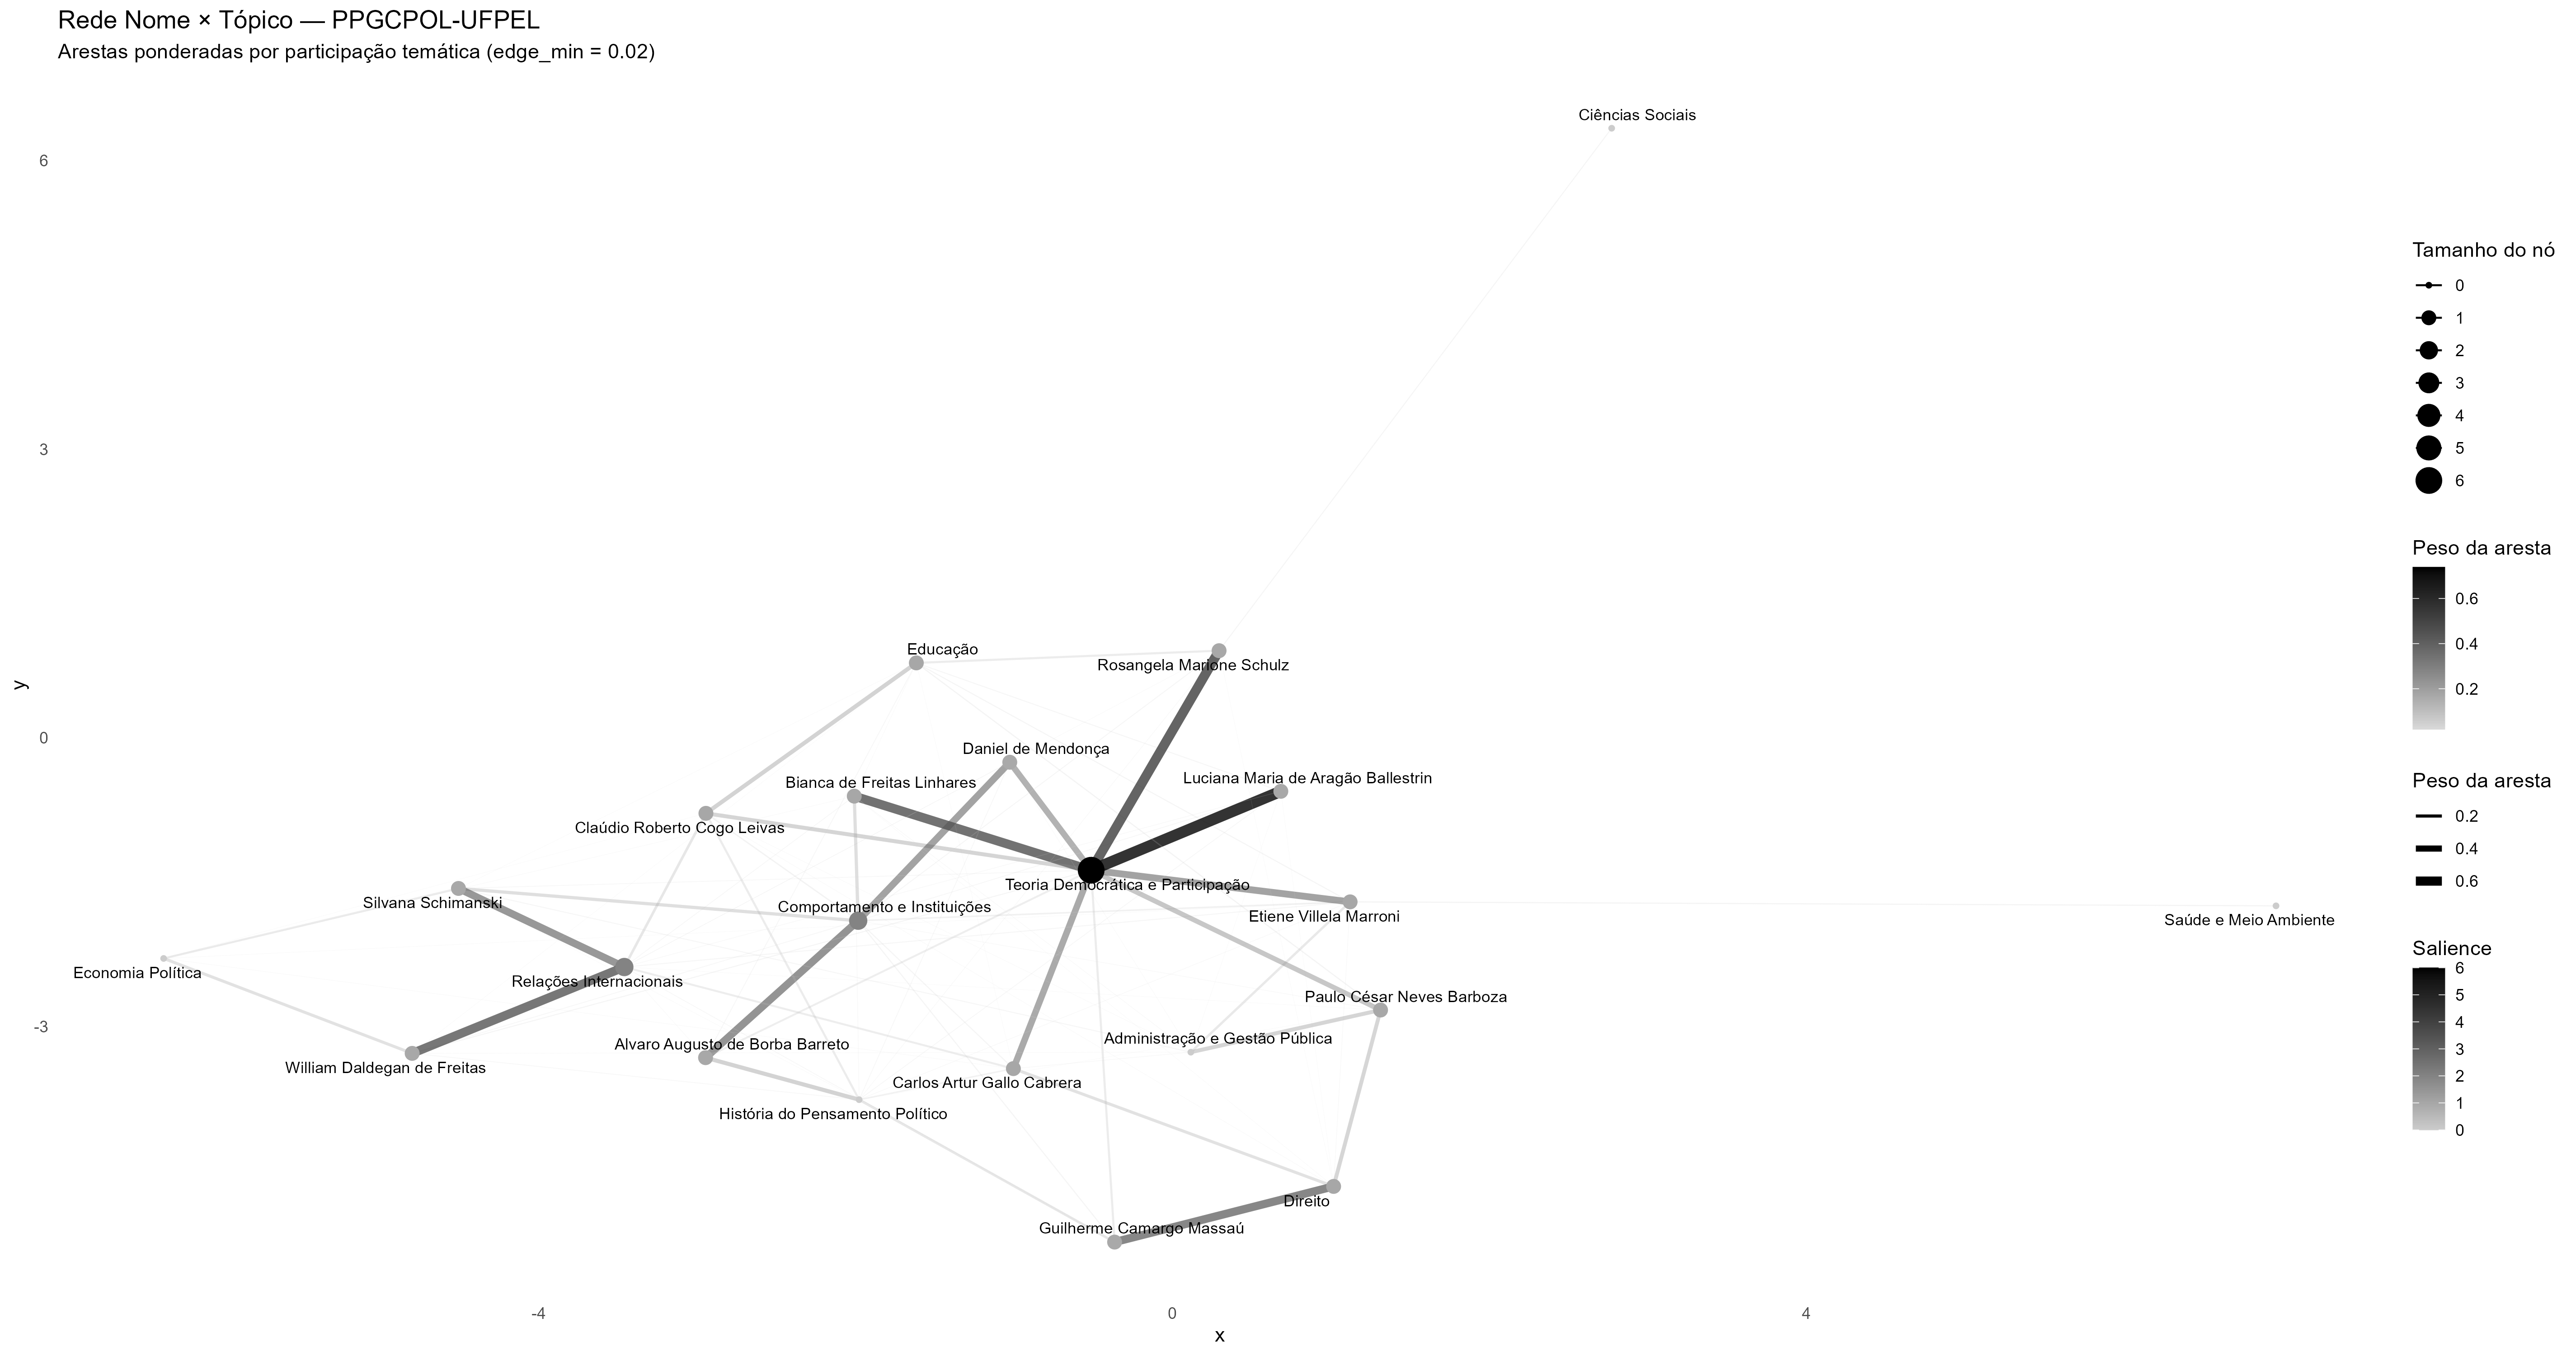 Rede Nome × Tópico — PPGCPOL-UFPEL
Arestas ponderadas por participação temática (edge_min = 0.02)
Ciências Sociais
6
3
0
-3
y
Educação
Rosangela Marione Schulz
Daniel de Mendonça
Luciana Maria de Aragão Ballestrin
Bianca de Freitas Linhares
Claúdio Roberto Cogo Leivas
Teoria Democrática e Participação
Silvana Schimanski
Comportamento e Instituições
Etiene Villela Marroni
Saúde e Meio Ambiente
Economia Política
Relações Internacionais
Paulo César Neves Barboza
Administração e Gestão Pública
Alvaro Augusto de Borba Barreto
William Daldegan de Freitas
Carlos Artur Gallo Cabrera
História do Pensamento Político
Direito
Guilherme Camargo Massaú
-4
0
4
x
Tamanho do nó
0
1
2
3
4
5
6
Peso da aresta
0.6
0.4
0.2
Peso da aresta
0.2
0.4
0.6
Salience
6
5
4
3
2
1
0